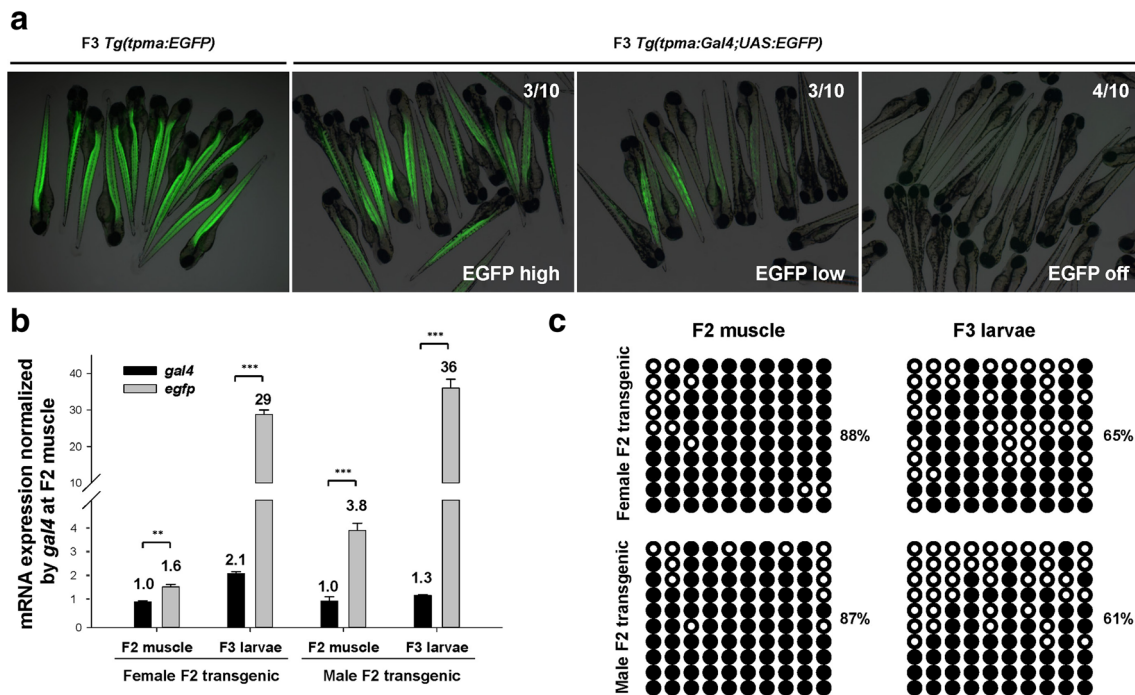 a
F3 Tg(tpma:EGFP)
F3 Tg(tpma:Gal4;UAS:EGFP)
3/10
3/10
4/10
EGFP high
EGFP low
EGFP off
b
mRNA expression normalized
by gal4 at F2 muscle
gal4
egfp
40
30
20
10
4
3
2
1
0
1.0
**
1.6
2.1
***
29
1.0
***
3.8
1.3
***
36
F2 muscle
F3 larvae
F2 muscle
F3 larvae
Female F2 transgenic
Male F2 transgenic
c
F2 muscle
F3 larvae
Female F2 transgenic
88%
65%
Male F2 transgenic
87%
61%